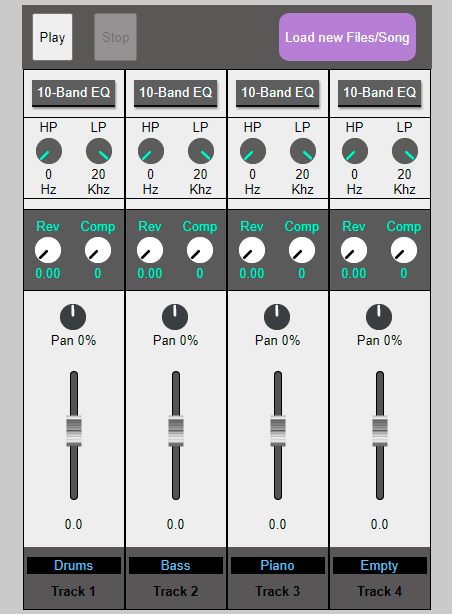 Play Stop Load new Files/Song
10-Band EQ 10-Band EQ 10-Band EQ 10-Band EQ
HP LP HP LP HP LP HP LP
0 20 0 20 0 20 0 20
Hz Khz Hz Khz Hz Khz Hz Khz
Rev Comp Rev Comp Rev Comp Rev Comp
0.00 0 0.00 0 0.00 0 0.00 0
Pan 0% Pan 0% Pan 0% Pan 0%
0.0 0.0 0.0 0.0
Drums Bass Piano Empty
Track 1 Track 2 Track 3 Track 4